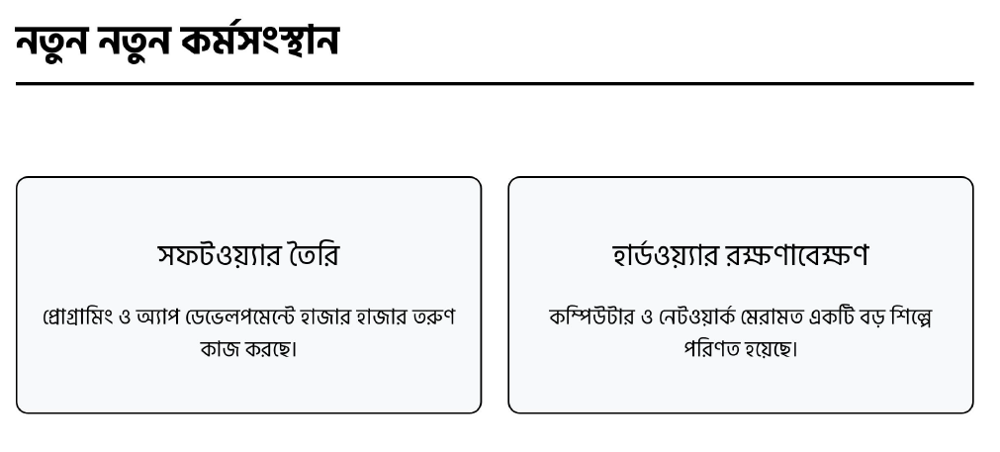 নতুন নতুন কর্মসংস্থান
সফটওয়্যার তৈরি
প্রোগ্রামিং ও অ্যাপ ডেভেলপমেন্টে হাজার হাজার তরুণ
কাজ করছে।
হার্ডওয়্যার রক্ষণাবেক্ষণ
কম্পিউটার ও নেটওয়ার্ক মেরামত একটি বড় শিল্পে
পরিণত হয়েছে।